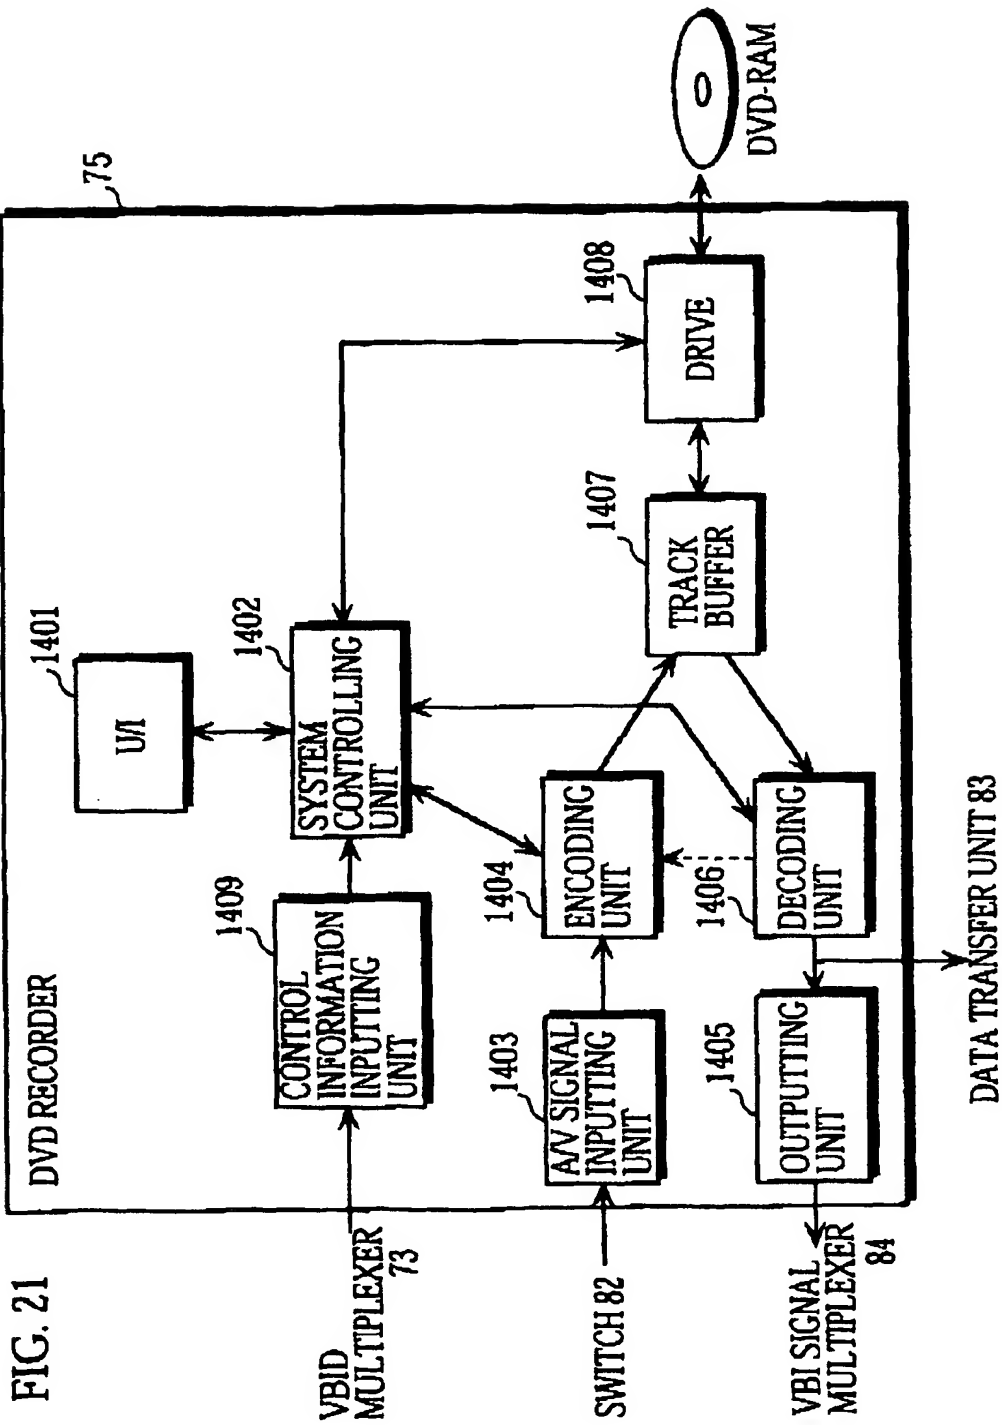 FIG. 21
DVD RECORDER
75
1401
U/I
1409
CONTROL
INFORMATION
INPUTTING
UNIT
1402
SYSTEM
CONTROLLING
UNIT
VBID
MULTIPLEXER
73
1403
A/V SIGNAL
INPUTTING
UNIT
1404
ENCODING
UNIT
SWITCH 82
1407
TRACK
BUFFER
1408
DRIVE
DVD-RAM
1405
OUTPUTTING
UNIT
1406
DECODING
UNIT
VBI SIGNAL
MULTIPLEXER
84
DATA TRANSFER UNIT 83